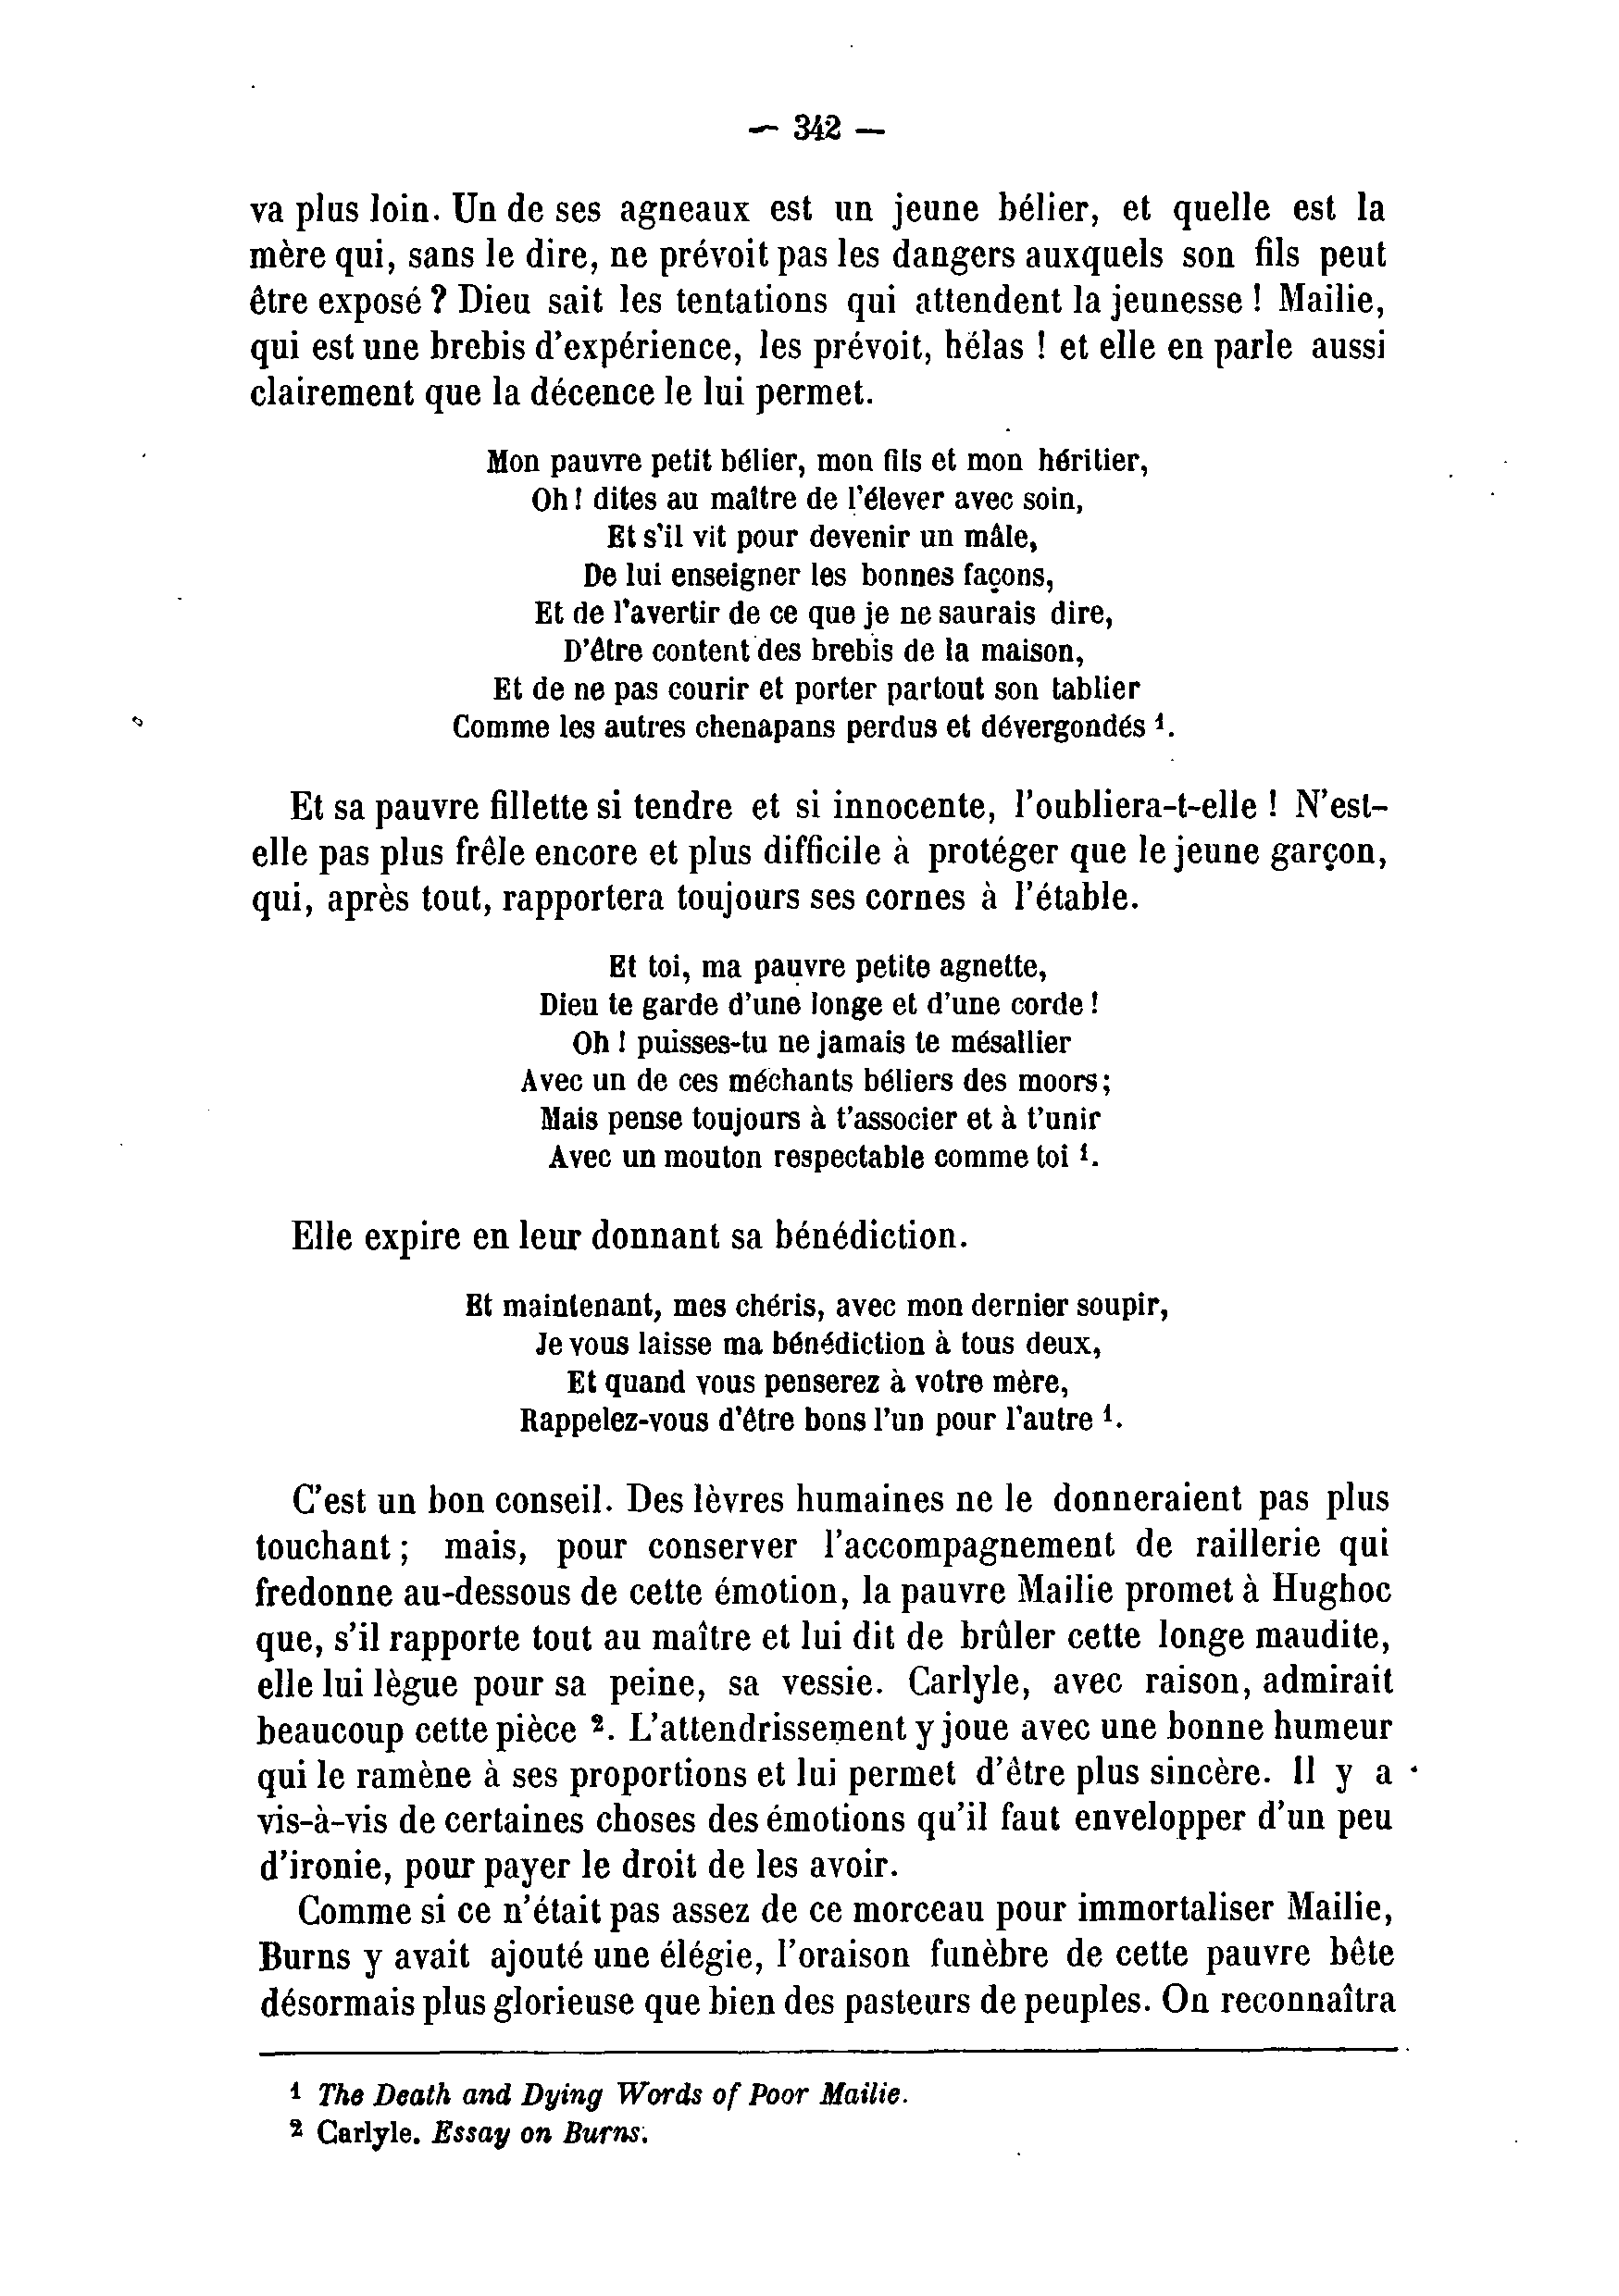 — 342 —
va plus loin. Un de ses agneaux est un jeune bélier, et quelle est la
mère qui, sans le dire, ne prévoit pas les dangers auxquels son fils peut
être exposé ? Dieu sait les tentations qui attendent la jeunesse ! Mailie,
qui est une brebis d'expérience, les prévoit, hélas ! et elle en parle aussi
clairement que la décence le lui permet.
Mon pauvre petit bélier, mon fils et mon héritier,
Oh ! dites au maître de l'élever avec soin,
Et s'il vit pour devenir un mâle,
De lui enseigner les bonnes façons,
Et de l'avertir de ce que je ne saurais dire,
D'être content des brebis de la maison,
Et de ne pas courir et porter partout son tablier
Comme les autres chenapans perdus et dévergondés ¹.
Et sa pauvre fillette si tendre et si innocente, l'oubliera-t-elle ! N'est-
elle pas plus frêle encore et plus difficile à protéger que le jeune garçon,
qui, après tout, rapportera toujours ses cornes à l'étable.
Et toi, ma pauvre petite agnette,
Dieu te garde d'une longe et d'une corde !
Oh ! puisses-tu ne jamais te mésallier
Avec un de ces méchants béliers des moors ;
Mais pense toujours à t'associer et à t'unir
Avec un mouton respectable comme toi ¹.
Elle expire en leur donnant sa bénédiction.
Et maintenant, mes chéris, avec mon dernier soupir,
Je vous laisse ma bénédiction à tous deux,
Et quand vous penserez à votre mère,
Rappelez-vous d'être bons l'un pour l'autre ¹.
C'est un bon conseil. Des lèvres humaines ne le donneraient pas plus
touchant ; mais, pour conserver l'accompagnement de raillerie qui
fredonne au-dessous de cette émotion, la pauvre Mailie promet à Hughoc
que, s'il rapporte tout au maître et lui dit de brûler cette longe maudite,
elle lui lègue pour sa peine, sa vessie. Carlyle, avec raison, admirait
beaucoup cette pièce ². L'attendrissement y joue avec une bonne humeur
qui le ramène à ses proportions et lui permet d'être plus sincère. Il y a
vis-à-vis de certaines choses des émotions qu'il faut envelopper d'un peu
d'ironie, pour payer le droit de les avoir.
Comme si ce n'était pas assez de ce morceau pour immortaliser Mailie,
Burns y avait ajouté une élégie, l'oraison funèbre de cette pauvre bête
désormais plus glorieuse que bien des pasteurs de peuples. On reconnaîtra
¹ The Death and Dying Words of Poor Mailie.
² Carlyle. Essay on Burns.